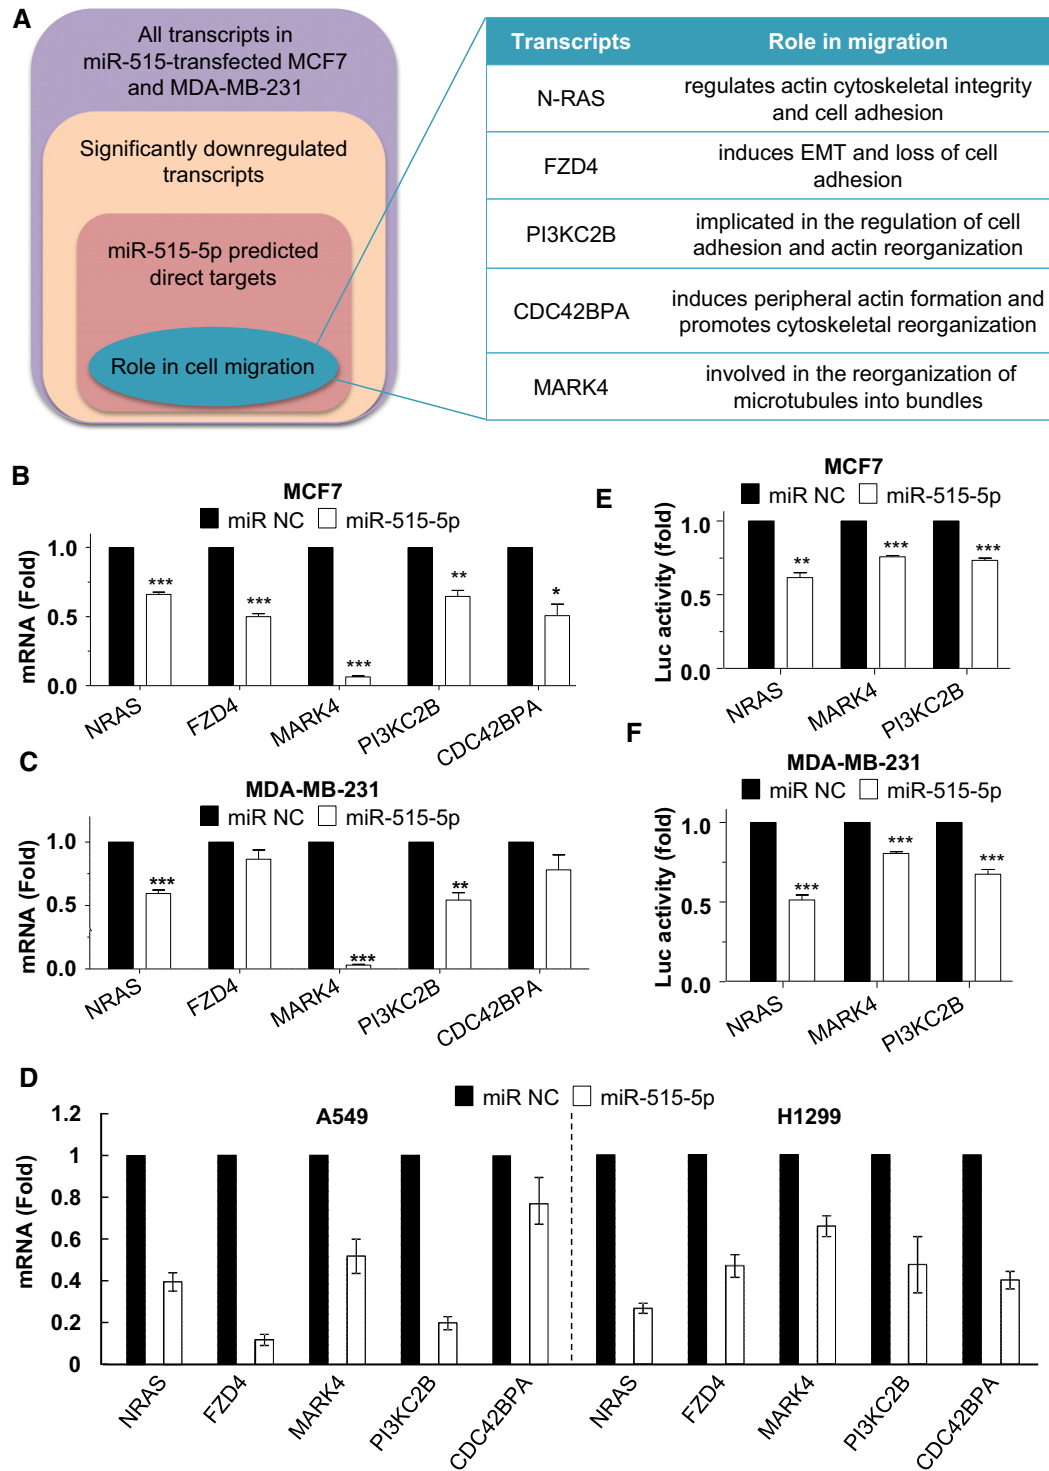 A
All transcripts in
miR-515-transfected MCF7
and MDA-MB-231
Significantly downregulated
transcripts
miR-515-5p predicted
direct targets
Role in cell migration
Transcripts Role in migration
N-RAS regulates actin cytoskeletal integrity
and cell adhesion
FZD4 induces EMT and loss of cell
adhesion
PI3KC2B implicated in the regulation of cell
adhesion and actin reorganization
CDC42BPA induces peripheral actin formation and
promotes cytoskeletal reorganization
MARK4 involved in the reorganization of
microtubules into bundles
B
MCF7
miR NC miR-515-5p
mRNA (Fold)
1.0
0.5
0.0
*** *** *** ** *
NRAS FZD4 MARK4 PI3KC2B CDC42BPA
C
MDA-MB-231
miR NC miR-515-5p
mRNA (Fold)
1.0
0.5
0.0
*** *** **
NRAS FZD4 MARK4 PI3KC2B CDC42BPA
E
MCF7
miR NC miR-515-5p
Luc activity (fold)
1.0
0.5
0.0
** *** ***
NRAS MARK4 PI3KC2B
F
MDA-MB-231
miR NC miR-515-5p
Luc activity (fold)
1.0
0.5
0.0
*** *** ***
NRAS MARK4 PI3KC2B
D
miR NC miR-515-5p
A549 H1299
mRNA (Fold)
1.2
1
0.8
0.6
0.4
0.2
0
NRAS FZD4 MARK4 PI3KC2B CDC42BPA NRAS FZD4 MARK4 PI3KC2B CDC42BPA